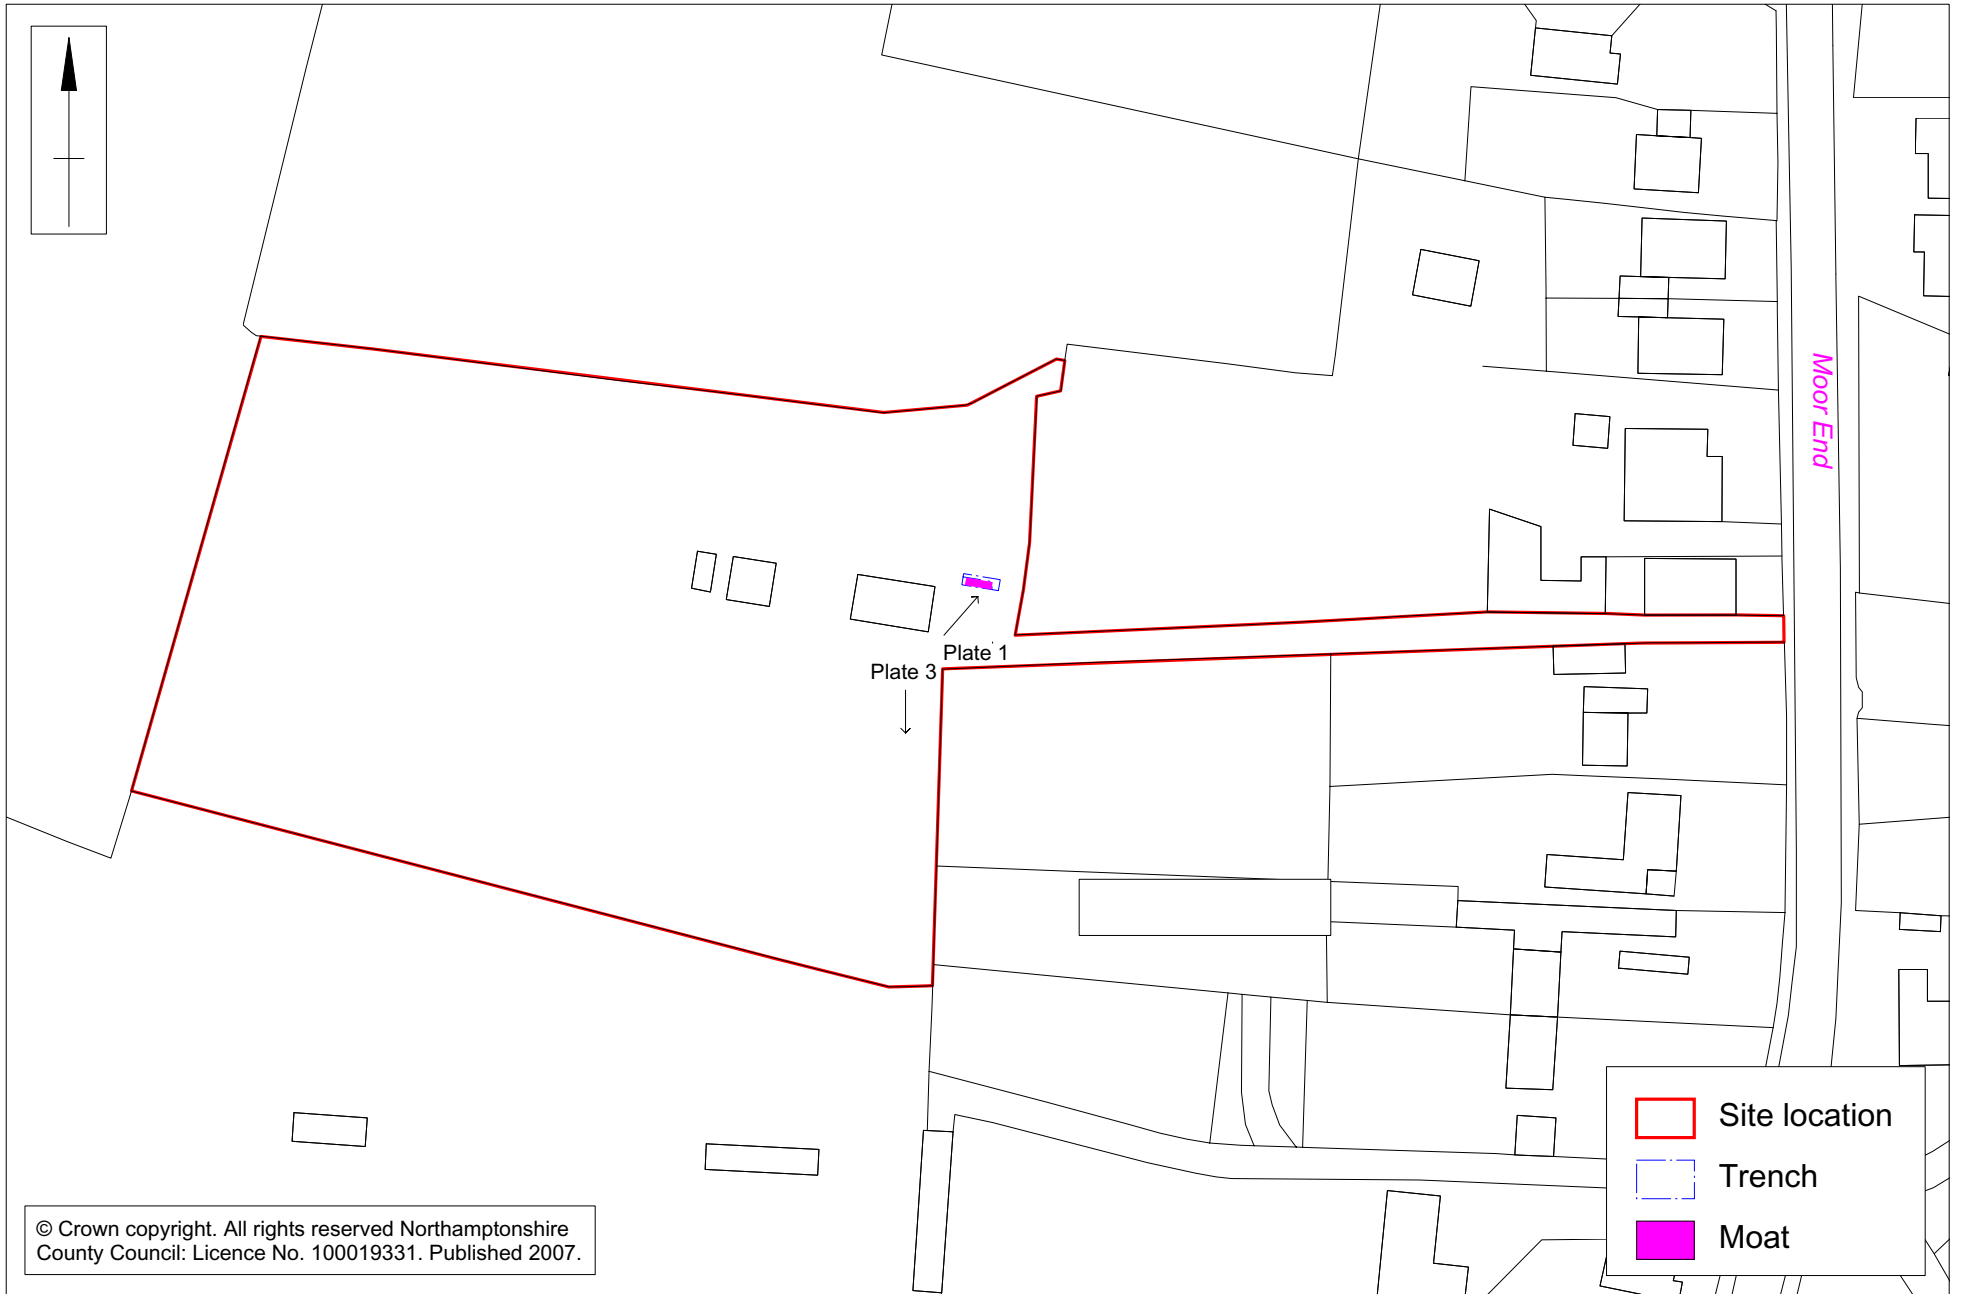 Moor End
Plate 1
Plate 3
Site location
Trench
Moat
© Crown copyright. All rights reserved Northamptonshire
County Council: Licence No. 100019331. Published 2007.